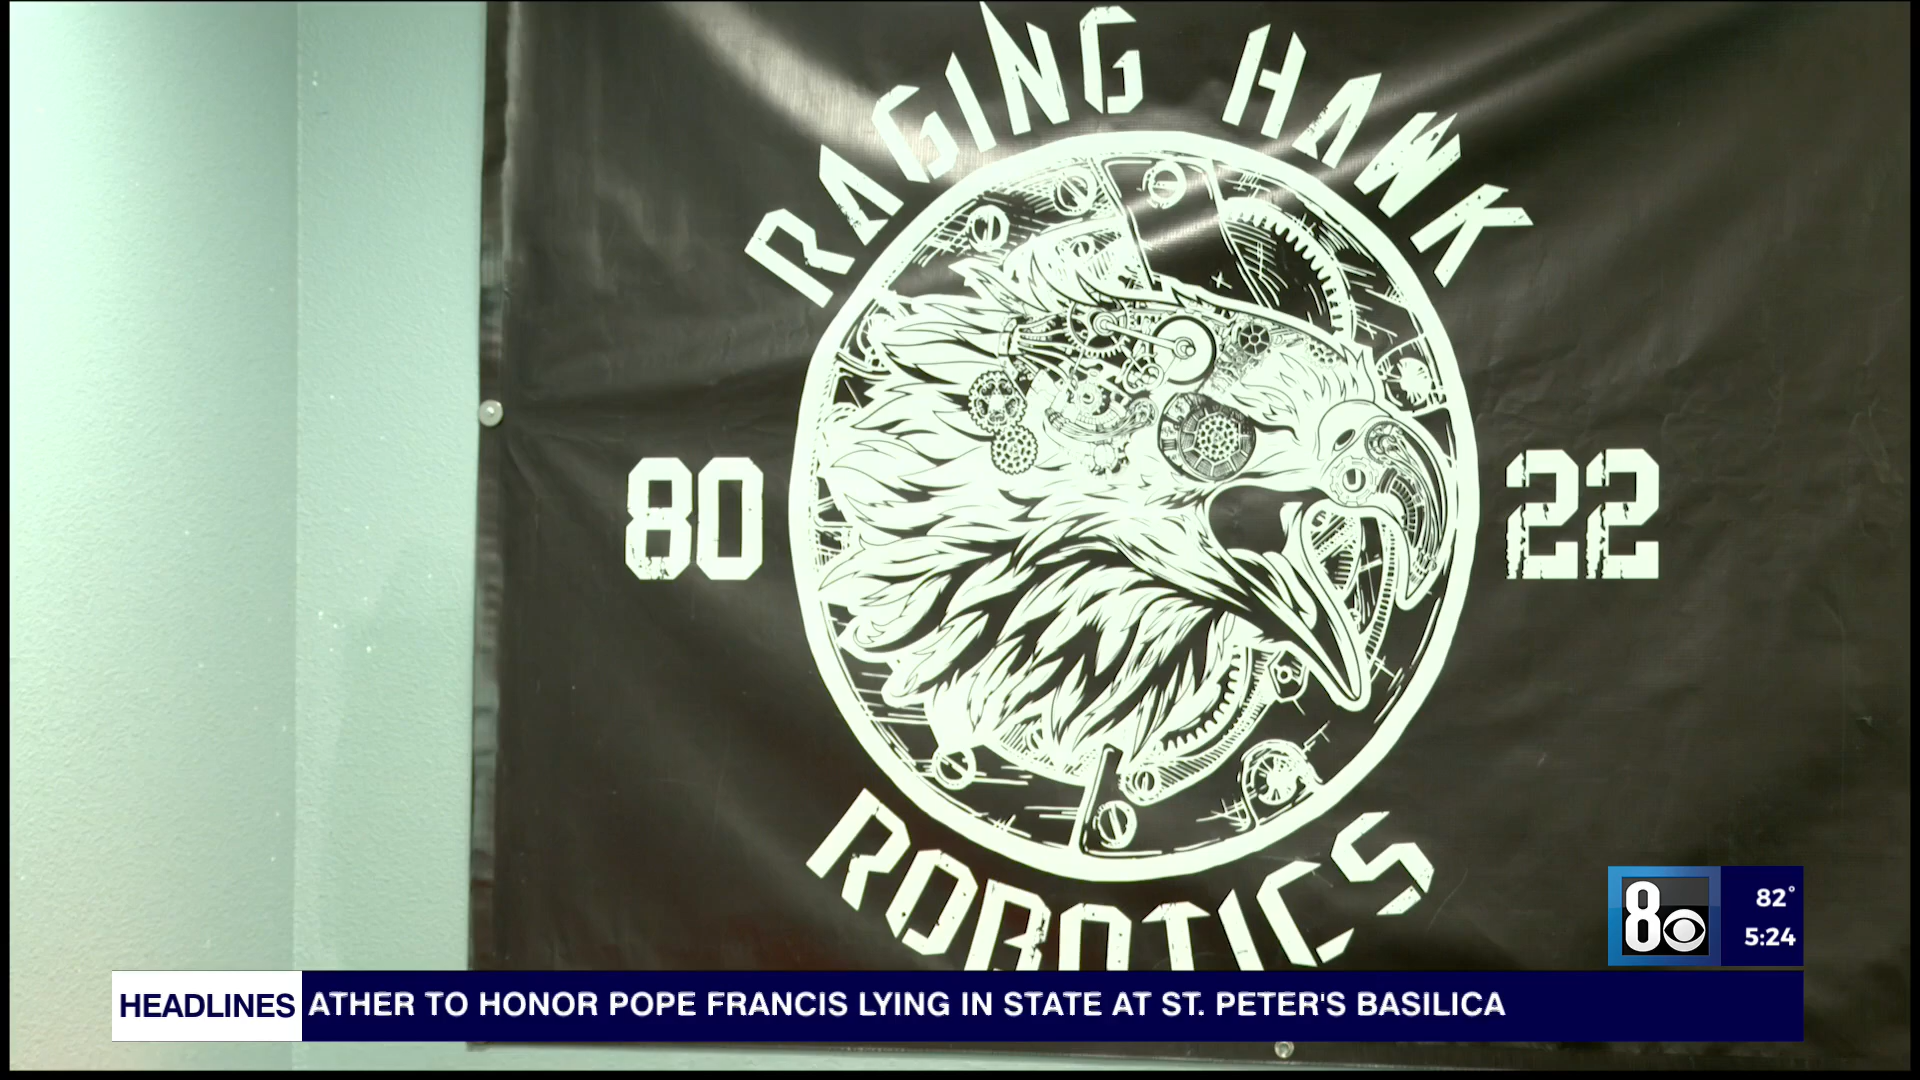 RAGING HAWK
80
22
ROBOTICS
8
82°
5:24
HEADLINES
ATHER TO HONOR POPE FRANCIS LYING IN STATE AT ST. PETER'S BASILICA